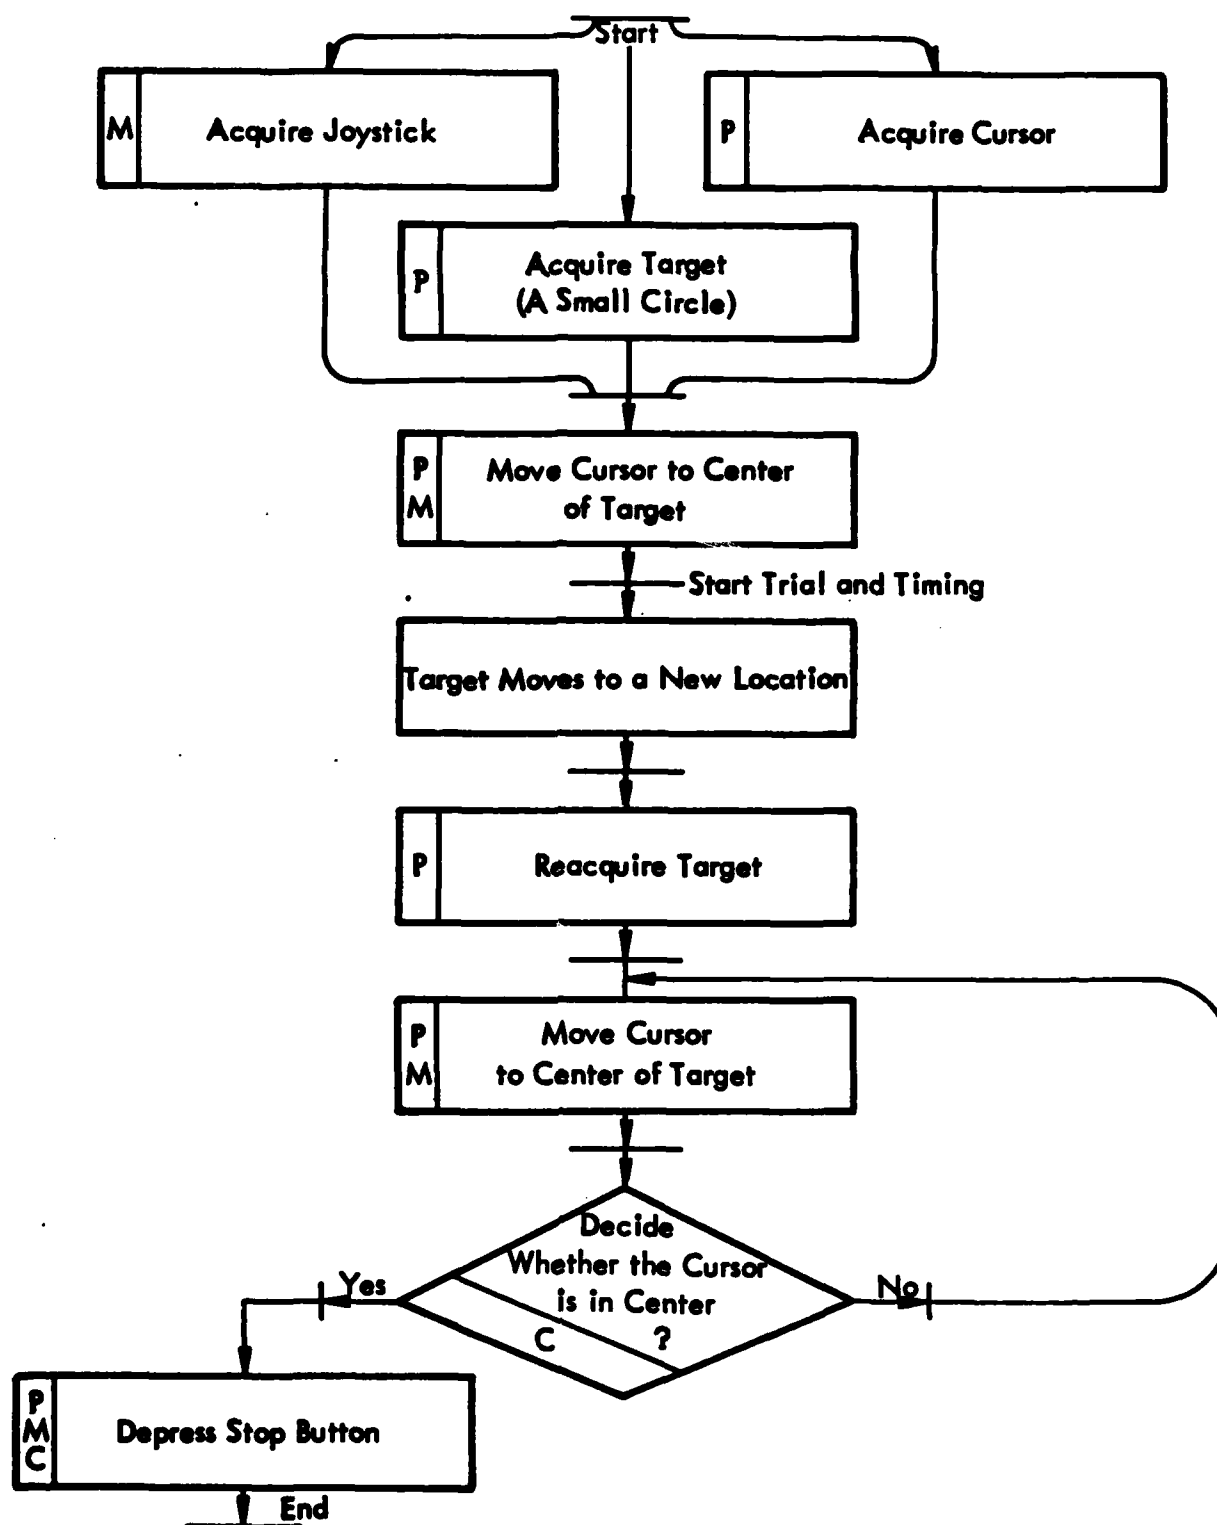 Start
M
Acquire Joystick
P
Acquire Cursor
P
Acquire Target
(A Small Circle)
P
M
Move Cursor to Center
of Target
Start Trial and Timing
Target Moves to a New Location
P
Reacquire Target
P
M
Move Cursor
to Center of Target
Decide
Whether the Cursor
is in Center
?
C
Yes
No
P
M
C
Depress Stop Button
End